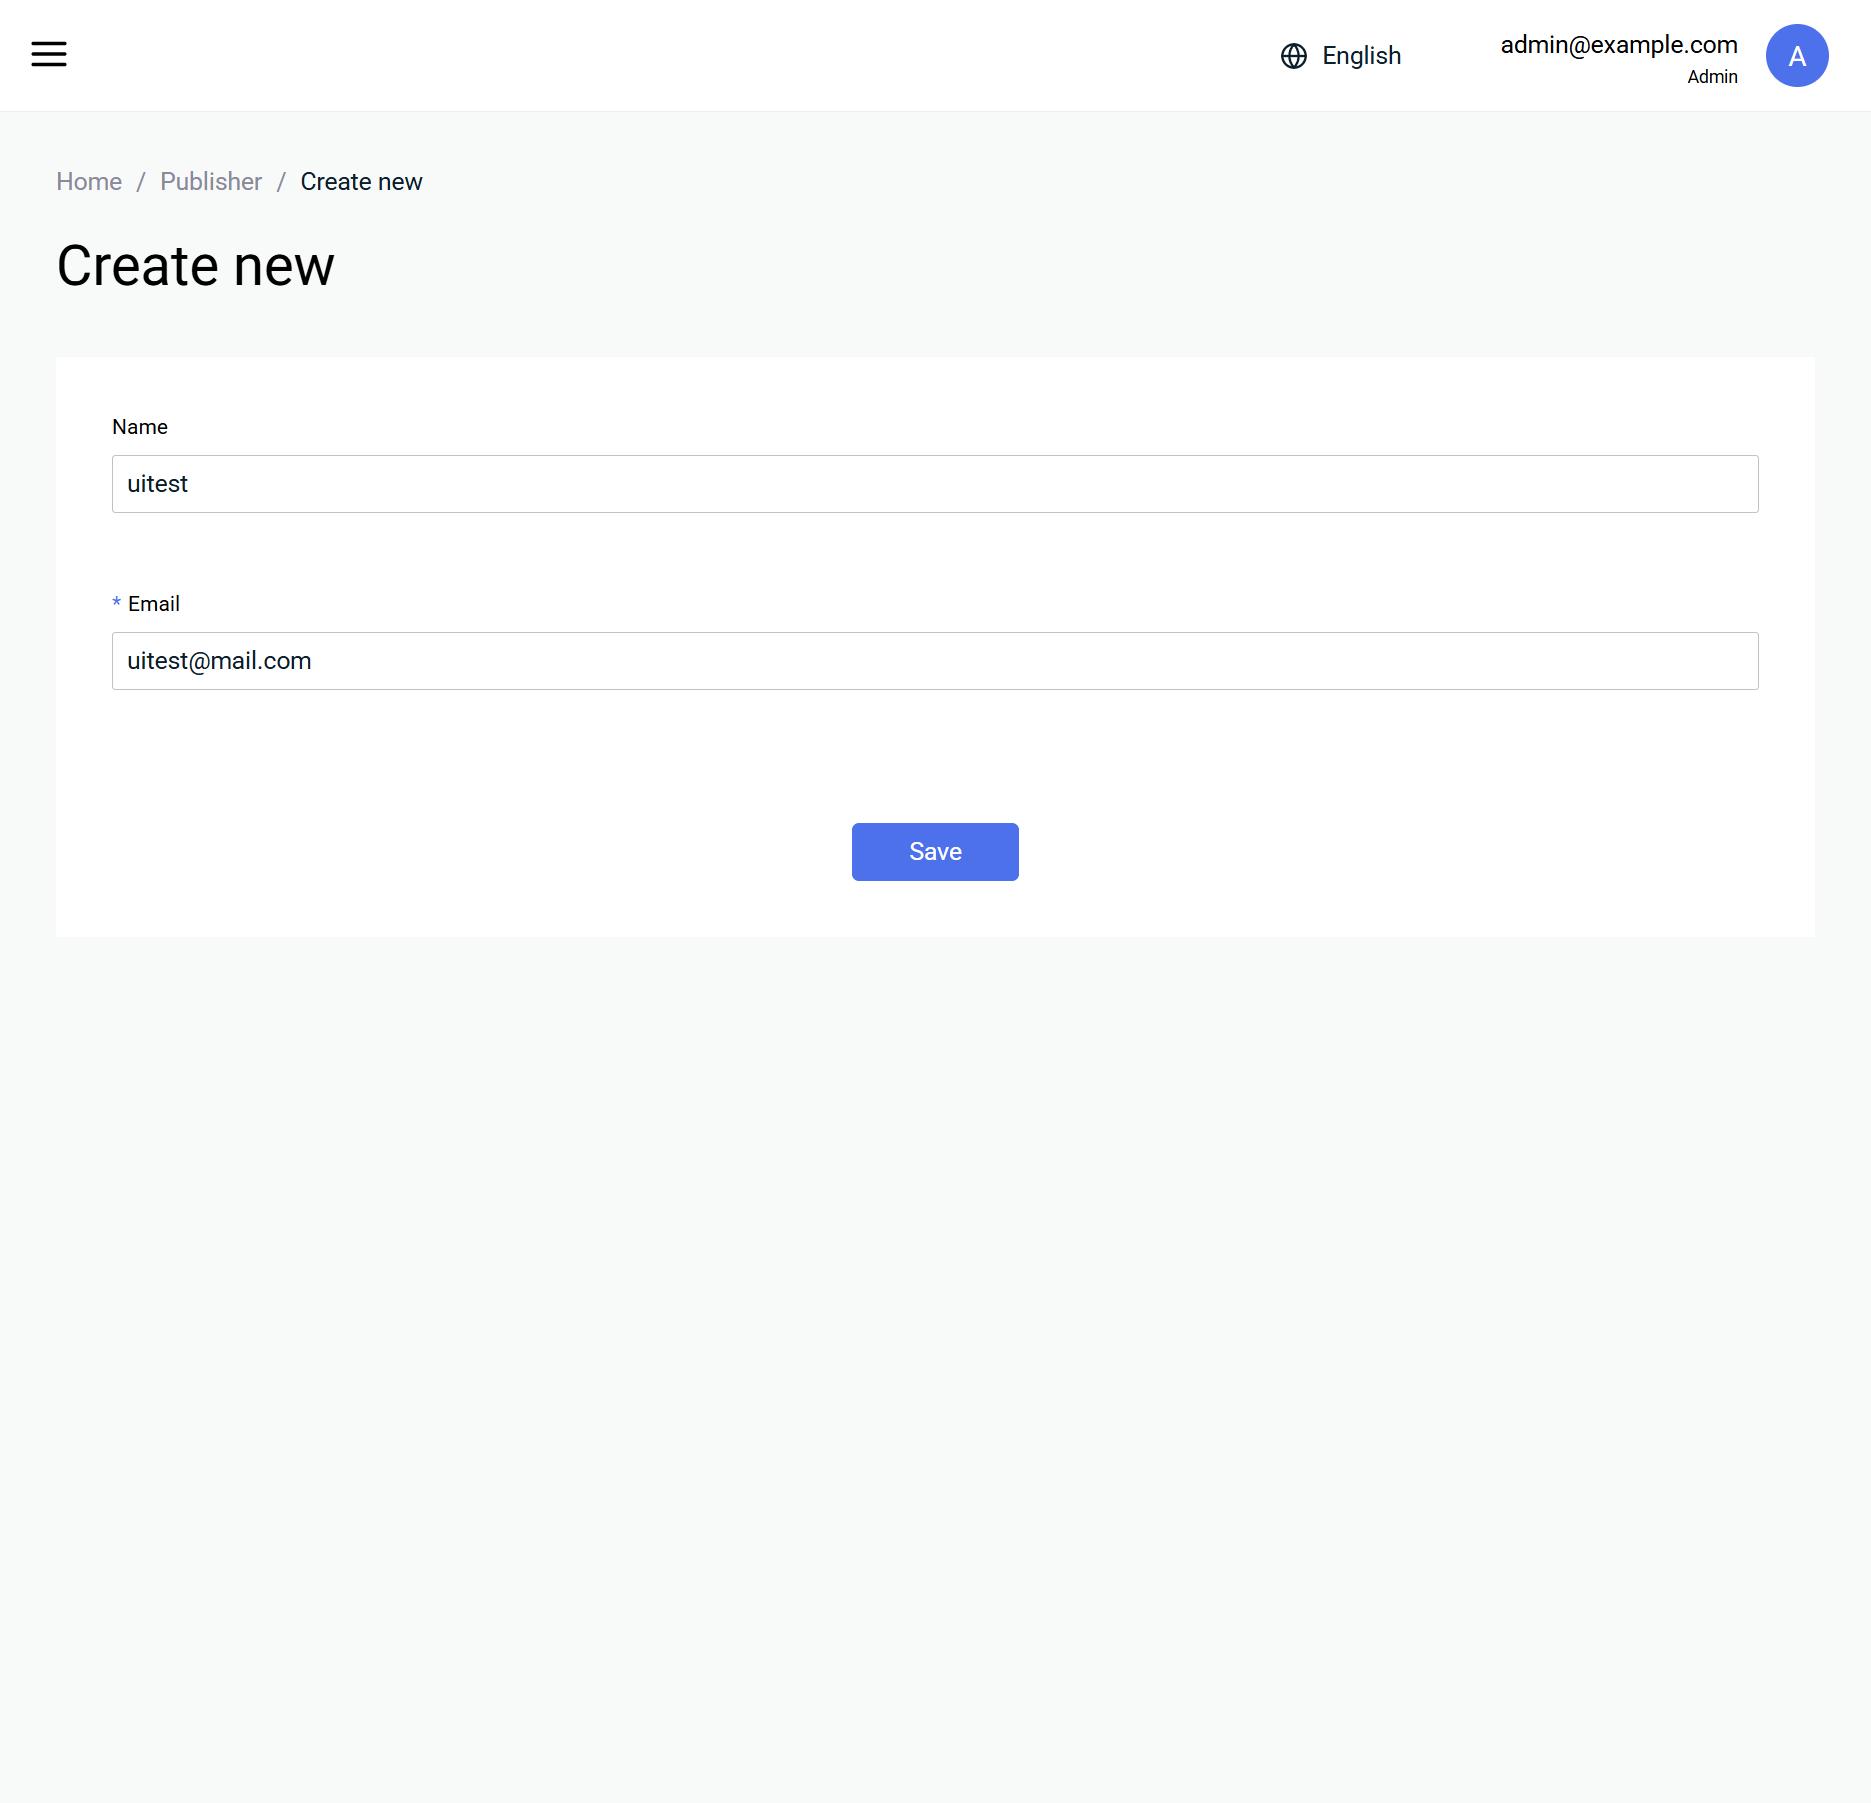 English
admin@example.com
Admin
A
Home / Publisher / Create new
Create new
Name
uitest
* Email
uitest@mail.com
Save